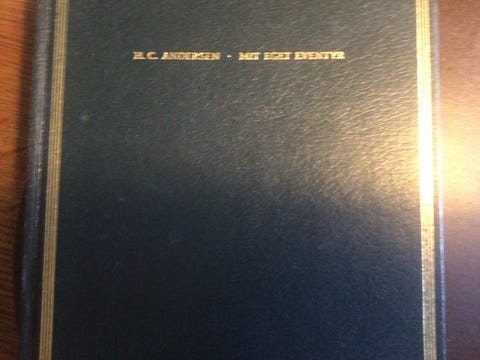 H. C. ANDERSEN · MIT EGET EVENTYR